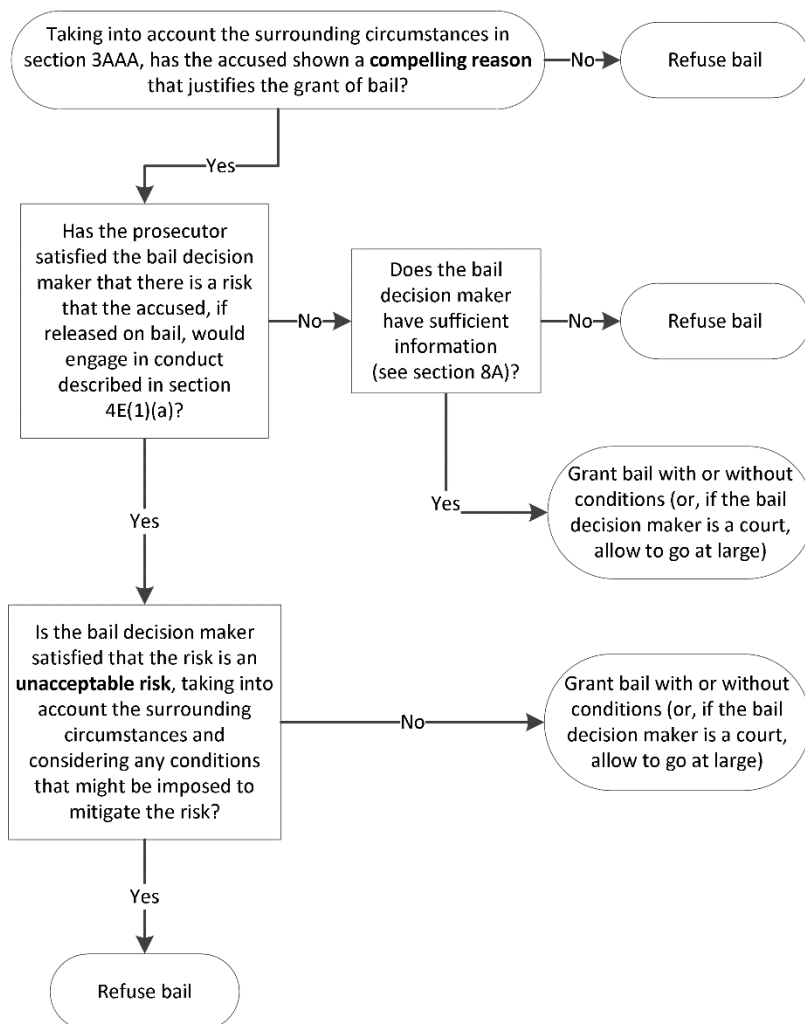 Taking into account the surrounding circumstances in
section 3AAA, has the accused shown a compelling reason
that justifies the grant of bail?
No
Refuse bail
Yes
Has the prosecutor
satisfied the bail decision
maker that there is a risk
that the accused, if
released on bail, would
engage in conduct
described in section
4E(1)(a)?
No
Does the bail
decision maker
have sufficient
information
(see section 8A)?
No
Refuse bail
Yes
Grant bail with or without
conditions (or, if the bail
decision maker is a court,
allow to go at large)
Yes
Is the bail decision maker
satisfied that the risk is an
unacceptable risk, taking into
account the surrounding
circumstances and
considering any conditions
that might be imposed to
mitigate the risk?
No
Grant bail with or without
conditions (or, if the bail
decision maker is a court,
allow to go at large)
Yes
Refuse bail